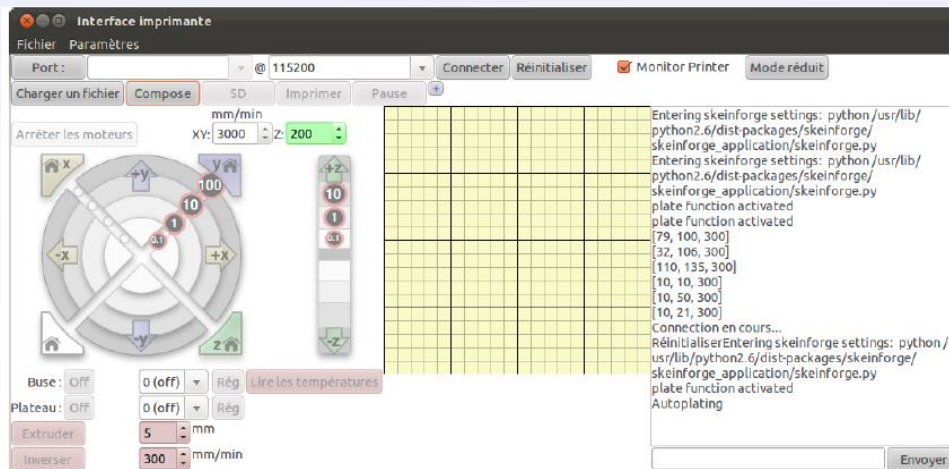 Interface imprimante
Fichier Paramètres
Port : @ 115200 Connecter Réinitialiser Monitor Printer Mode réduit
Charger un fichier Compose SD Imprimer Pause +
mm/min
Arrêter les moteurs XY: 3000 Z: 200
x +y y
100
10
1
0.1
-x +x
-y z
+z
10
1
0.1
-z
Buse : Off 0 (off) Rég Lire les températures
Plateau : Off 0 (off) Rég
Extruder 5 mm
Inverser 300 mm/min
Entering skeinforge settings: python /usr/lib/
python2.6/dist-packages/skeinforge/
skeinforge_application/skeinforge.py
Entering skeinforge settings: python /usr/lib/
python2.6/dist-packages/skeinforge/
skeinforge_application/skeinforge.py
plate function activated
plate function activated
[79, 100, 300]
[32, 106, 300]
[110, 135, 300]
[10, 10, 300]
[10, 50, 300]
[10, 21, 300]
Connection en cours...
RéinitialiserEntering skeinforge settings: python /
usr/lib/python2.6/dist-packages/skeinforge/
skeinforge_application/skeinforge.py
plate function activated
Autoplating
Envoyer